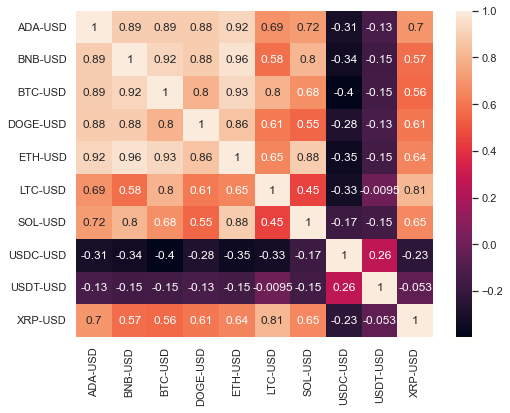 1.0
ADA-USD 1 0.89 0.89 0.88 0.92 0.69 0.72 -0.31 -0.13 0.7
BNB-USD 0.89 1 0.92 0.88 0.96 0.58 0.8 -0.34 -0.15 0.57
0.8
BTC-USD 0.89 0.92 1 0.8 0.93 0.8 0.68 -0.4 -0.15 0.56
0.6
DOGE-USD 0.88 0.88 0.8 1 0.86 0.61 0.55 -0.28 -0.13 0.61
ETH-USD 0.92 0.96 0.93 0.86 1 0.65 0.88 -0.35 -0.15 0.64
0.4
LTC-USD 0.69 0.58 0.8 0.61 0.65 1 0.45 -0.33 -0.0095 0.81
0.2
SOL-USD 0.72 0.8 0.68 0.55 0.88 0.45 1 -0.17 -0.15 0.65
0.0
USDC-USD -0.31 -0.34 -0.4 -0.28 -0.35 -0.33 -0.17 1 0.26 -0.23
USDT-USD -0.13 -0.15 -0.15 -0.13 -0.15 -0.0095 -0.15 0.26 1 -0.053
−0.2
XRP-USD 0.7 0.57 0.56 0.61 0.64 0.81 0.65 -0.23 -0.053 1
ADA-USD BNB-USD BTC-USD DOGE-USD ETH-USD LTC-USD SOL-USD USDC-USD USDT-USD XRP-USD